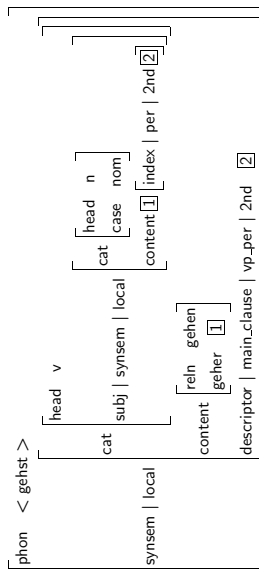 phon < gehst >
head v
head n
case nom
cat
content 1 index | per | 2nd 2
subj | synsem | local
cat
reln gehen
geher 1
content
synsem | local
descriptor | main_clause | vp_per | 2nd 2